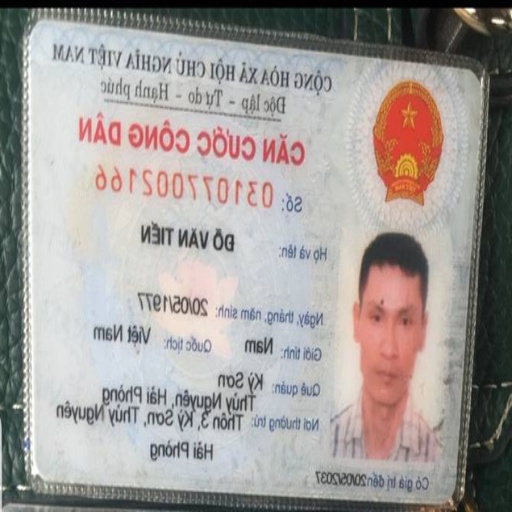 CỘNG HÒA XÃ HỘI CHỦ NGHĨA VIỆT NAM
Độc lập - Tự do - Hạnh phúc
CĂN CƯỚC CÔNG DÂN
Số: 031077002166
Họ và tên: ĐỖ VĂN TIẾN
Ngày, tháng, năm sinh: 20/05/1977
Giới tính: Nam Quốc tịch: Việt Nam
Quê quán: Kỳ Sơn
Thủy Nguyên, Hải Phòng
Nơi thường trú: Thôn 3, Kỳ Sơn, Thủy Nguyên
Hải Phòng
Có giá trị đến: 20/05/2037